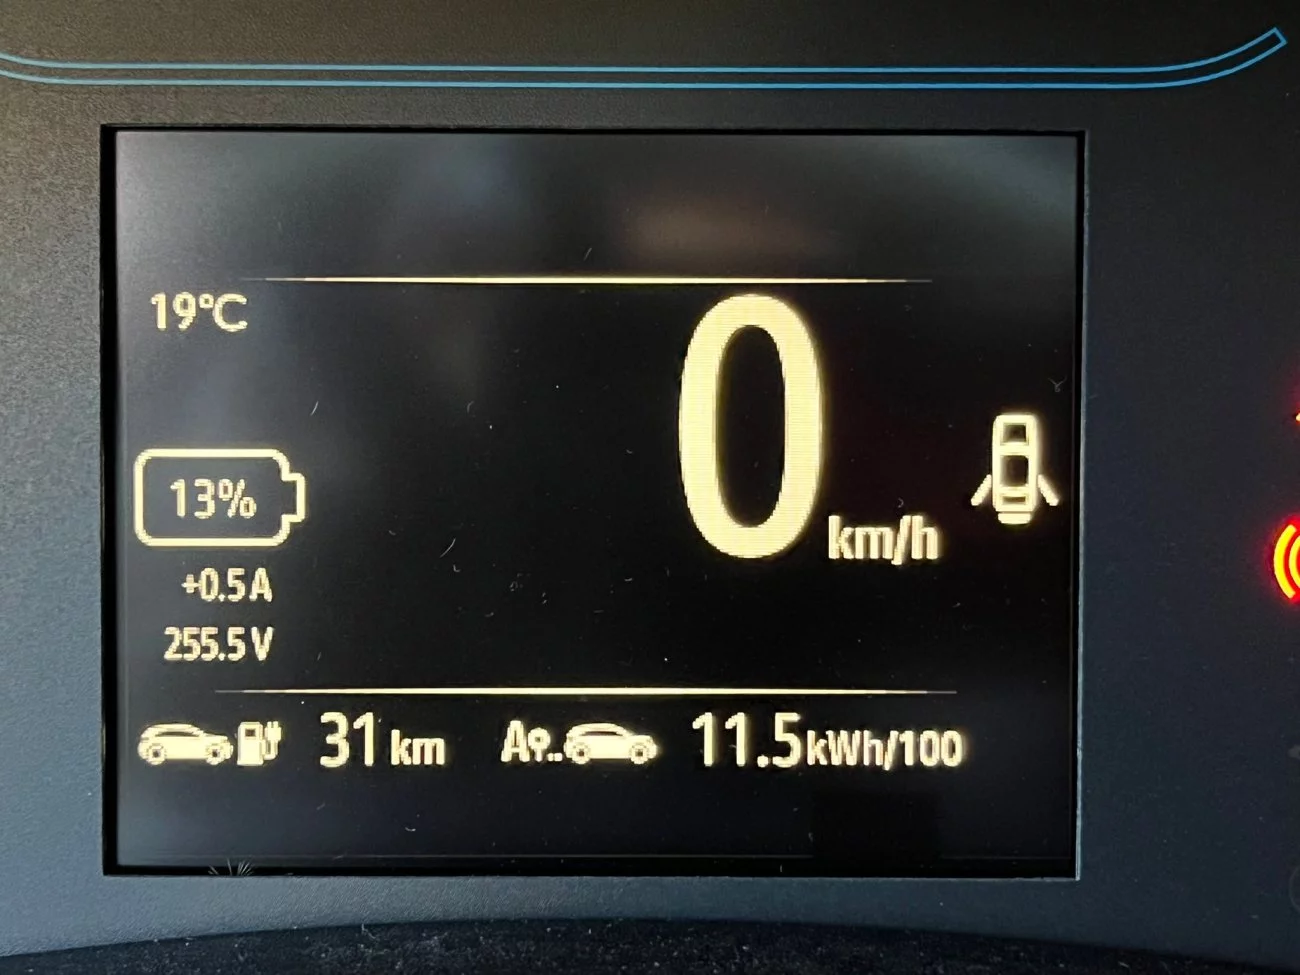 19°C
0 km/h
13%
+0.5A
255.5V
31 km A 11.5kWh/100